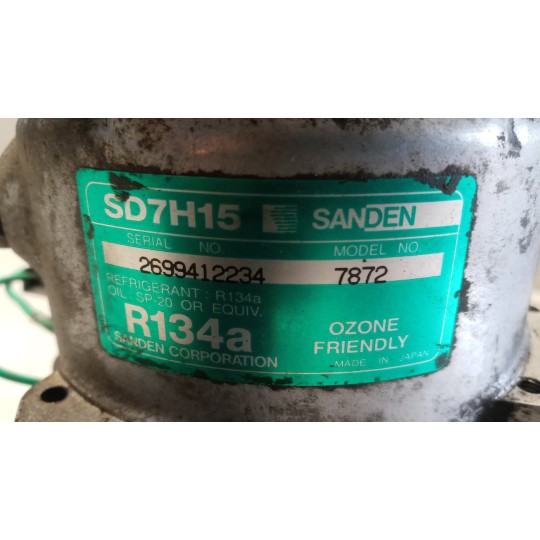 SD7H15 SANDEN
SERIAL NO. MODEL NO.
2699412234 7872
REFRIGERANT : R134a
OIL : SP-20 OR EQUIV.
R134a OZONE
FRIENDLY
SANDEN CORPORATION MADE IN JAPAN